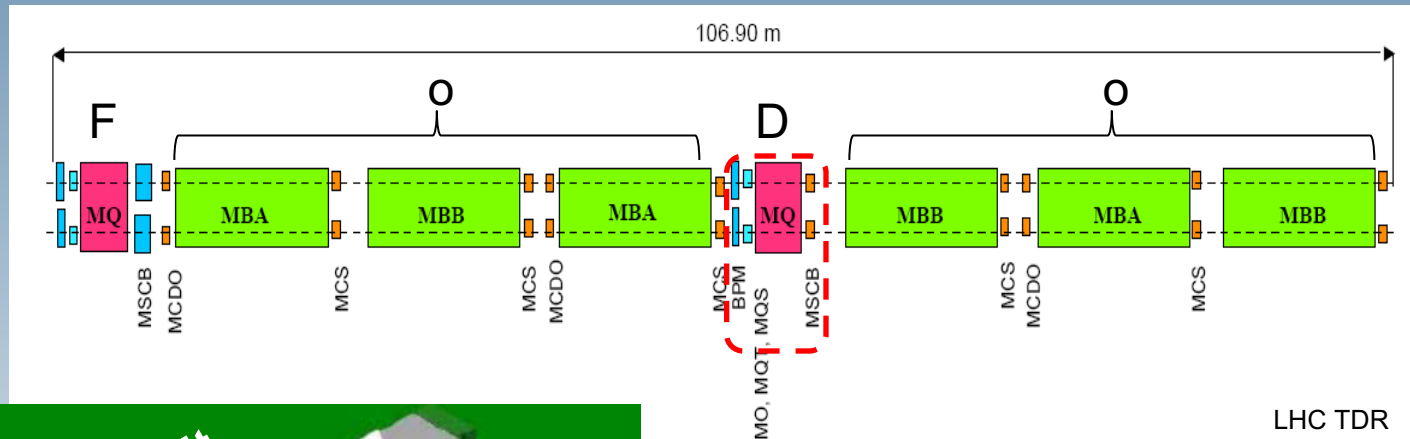 106.90 m
F
O
D
O
MQ
MBA
MBB
MBA
MQ
MBB
MBA
MBB
MSCB
MCDO
MCS
MCS
MCDO
MCS
BPM
MO, MQT, MQS
MSCB
MCS
MCDO
MCS
LHC TDR